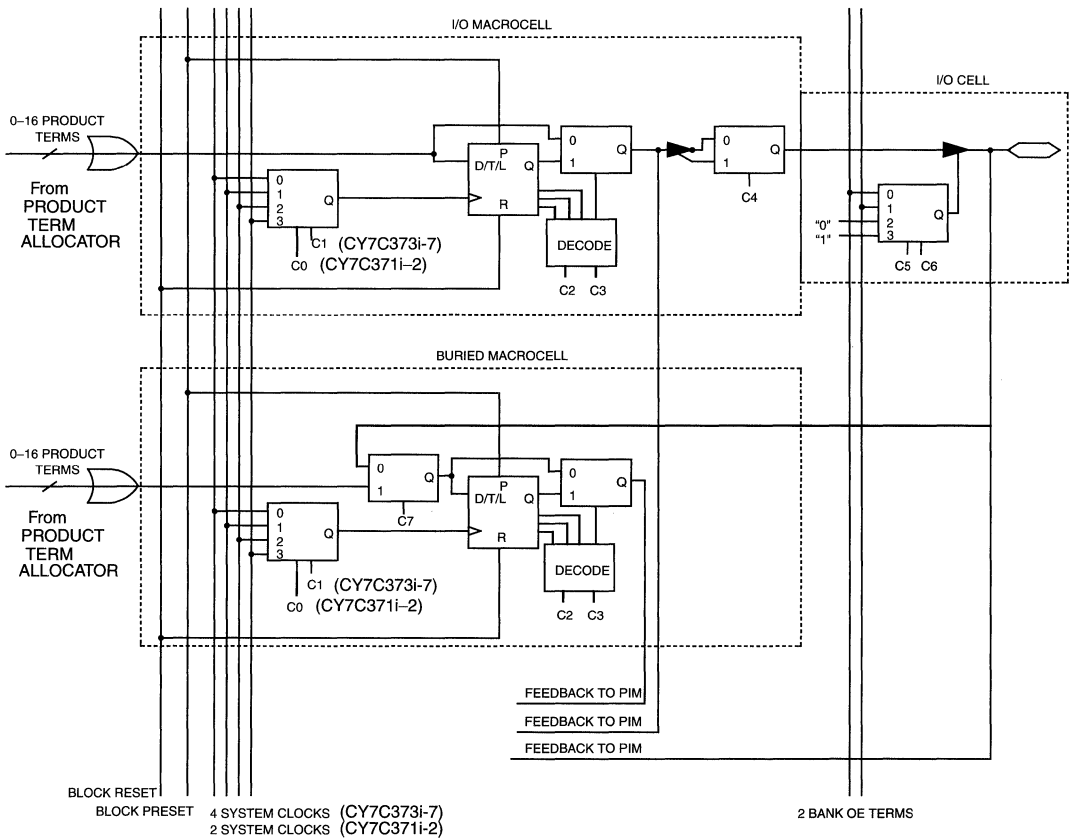 I/O MACROCELL
I/O CELL
0–16 PRODUCT
TERMS
From
PRODUCT
TERM
ALLOCATOR
0
1
2
3
Q
C1 (CY7C373i-7)
C0 (CY7C371i–2)
P
D/T/L Q
R
0
1
Q
DECODE
C2 C3
0
1
Q
C4
"0"
"1"
0
1
2
3
Q
C5 C6
BURIED MACROCELL
0–16 PRODUCT
TERMS
From
PRODUCT
TERM
ALLOCATOR
0
1
Q
C7
0
1
2
3
Q
C1 (CY7C373i-7)
C0 (CY7C371i–2)
P
D/T/L Q
R
0
1
Q
DECODE
C2 C3
FEEDBACK TO PIM
FEEDBACK TO PIM
FEEDBACK TO PIM
BLOCK RESET
BLOCK PRESET
4 SYSTEM CLOCKS (CY7C373i-7)
2 SYSTEM CLOCKS (CY7C371i-2)
2 BANK OE TERMS